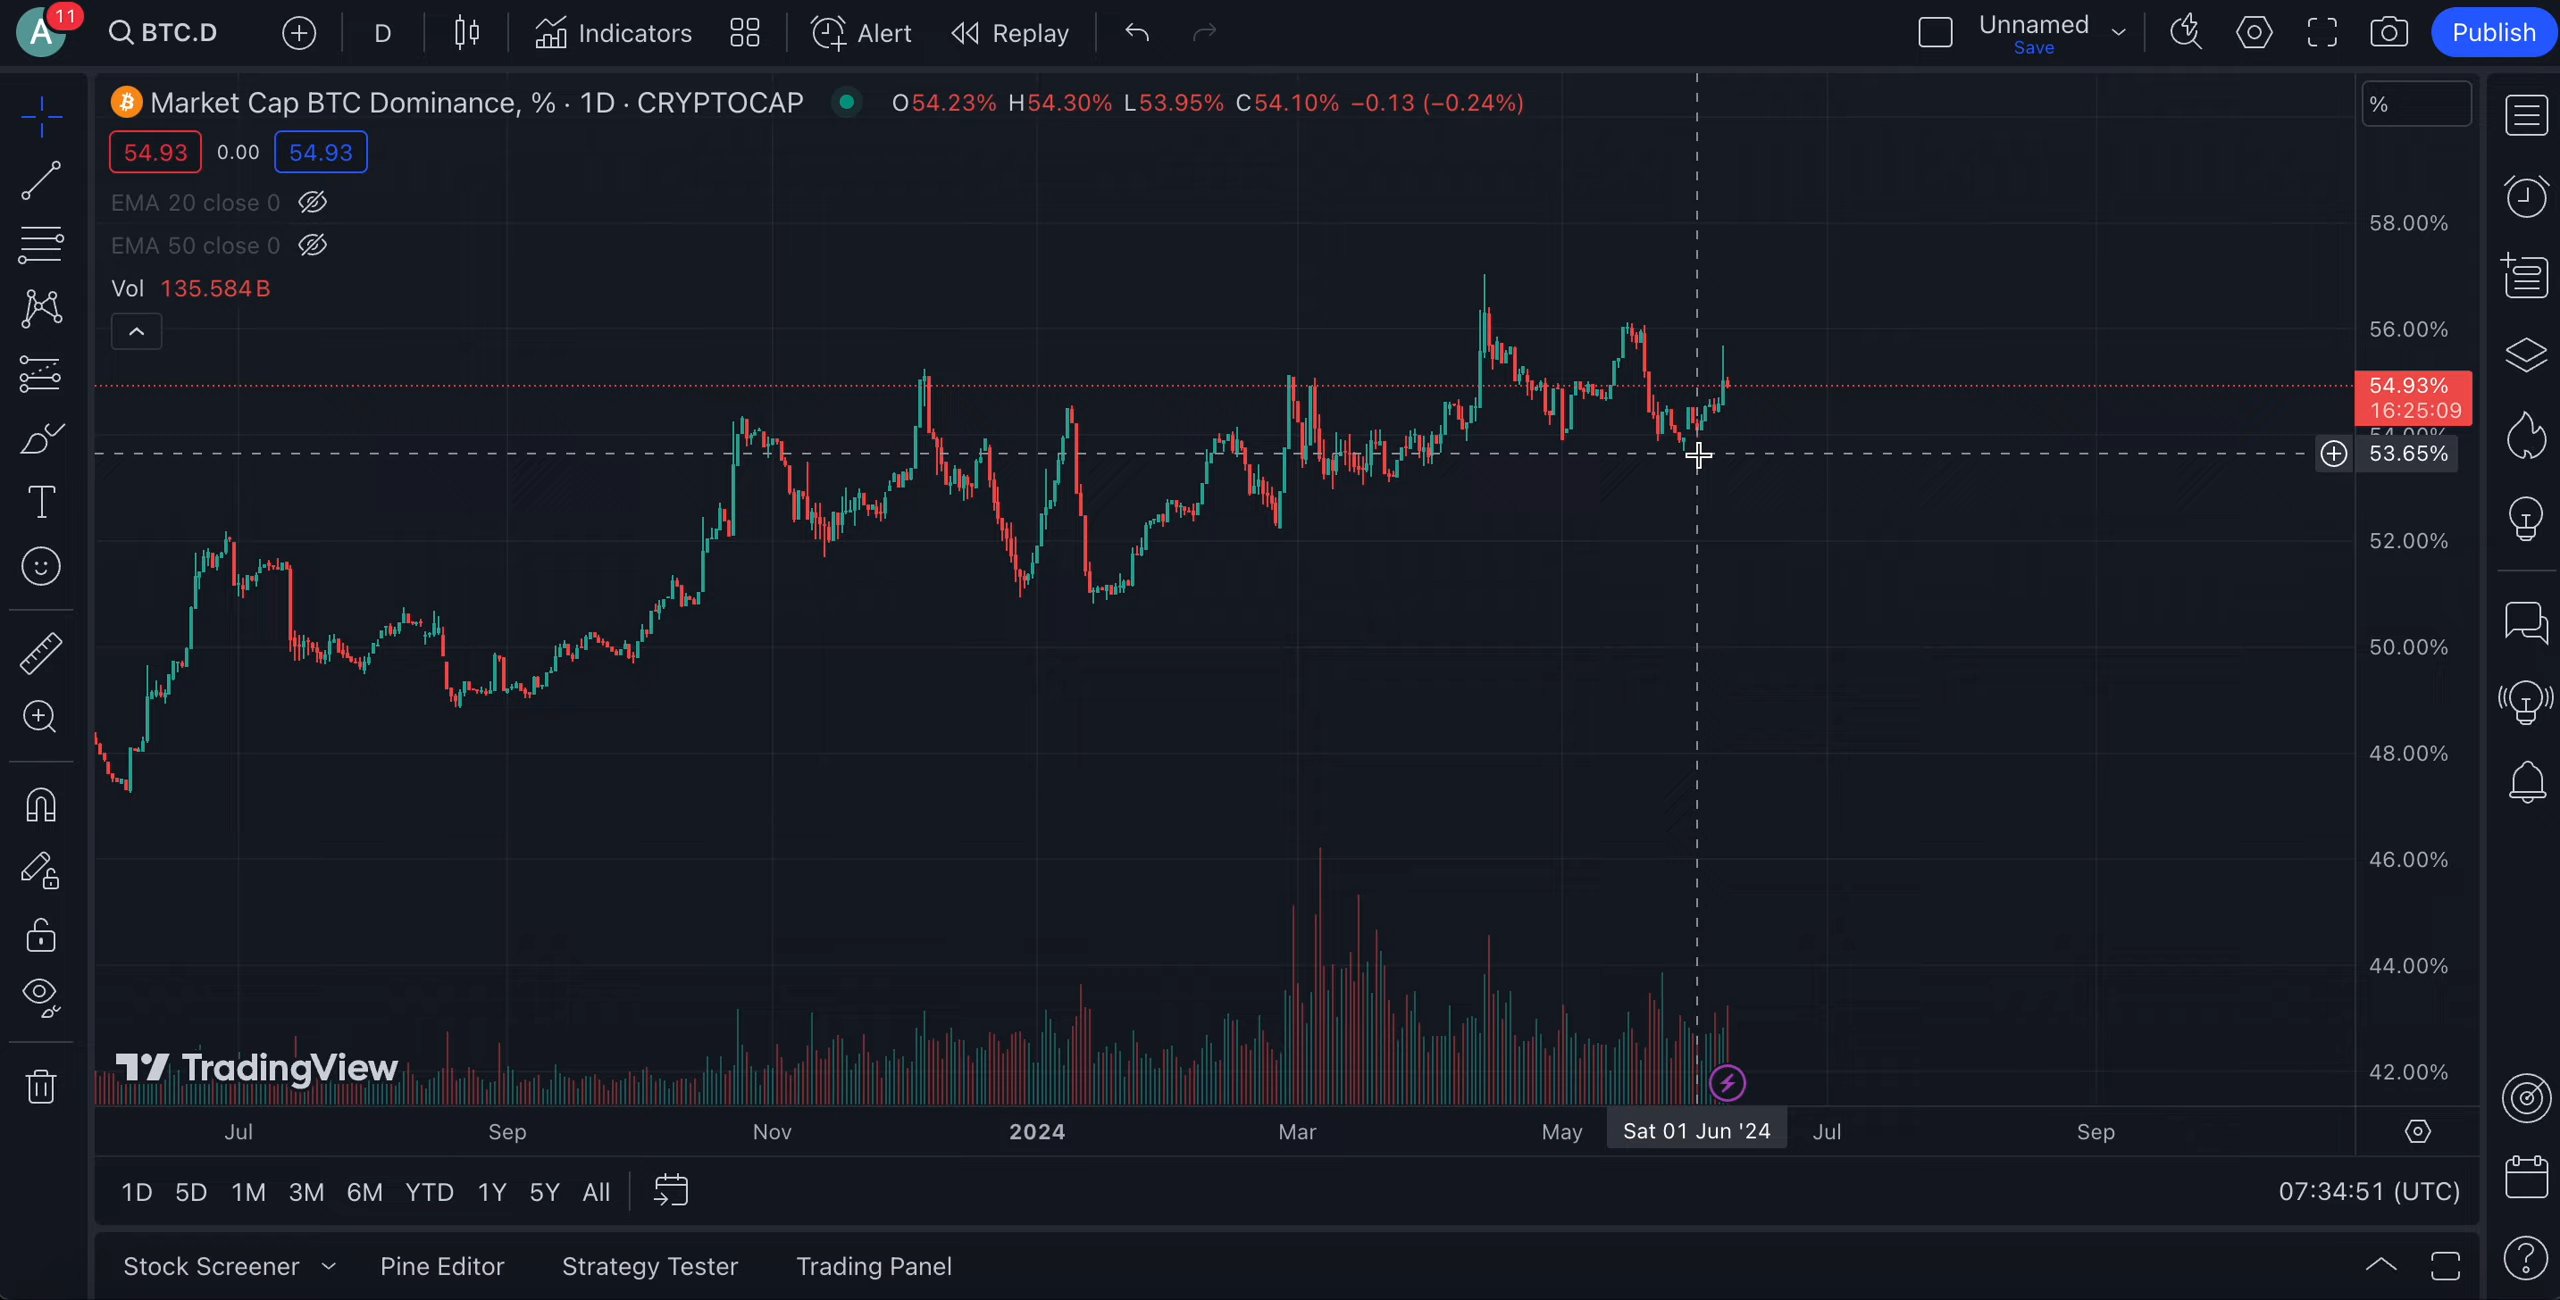 A 11 BTC.D D Indicators Alert Replay Unnamed Save Publish
Market Cap BTC Dominance, % · 1D · CRYPTOCAP O54.23% H54.30% L53.95% C54.10% −0.13 (−0.24%) %
54.93 0.00 54.93
EMA 20 close 0
EMA 50 close 0
Vol 135.584B
58.00%
56.00%
54.93%
16:25:09
53.65%
52.00%
50.00%
48.00%
46.00%
44.00%
42.00%
TradingView
Jul Sep Nov 2024 Mar May Sat 01 Jun '24 Jul Sep
1D 5D 1M 3M 6M YTD 1Y 5Y All 07:34:51 (UTC)
Stock Screener Pine Editor Strategy Tester Trading Panel